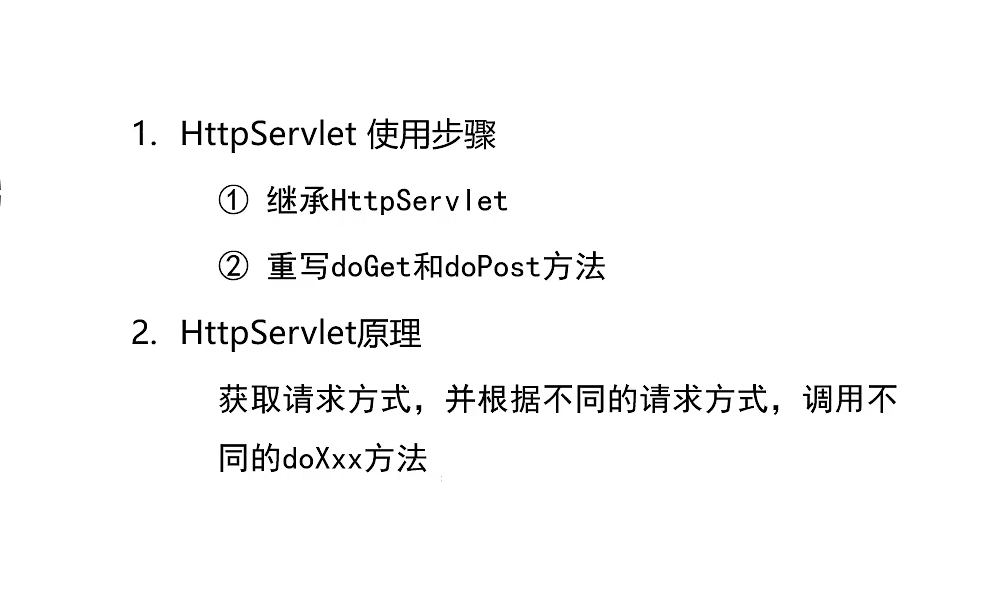 1. HttpServlet 使用步骤
① 继承HttpServlet
② 重写doGet和doPost方法
2. HttpServlet原理
获取请求方式，并根据不同的请求方式，调用不
同的doXxx方法